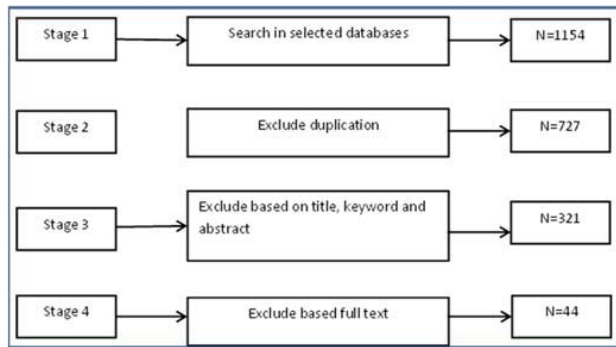 Stage 1
Search in selected databases
N=1154
Stage 2
Exclude duplication
N=727
Stage 3
Exclude based on title, keyword and
abstract
N=321
Stage 4
Exclude based full text
N=44